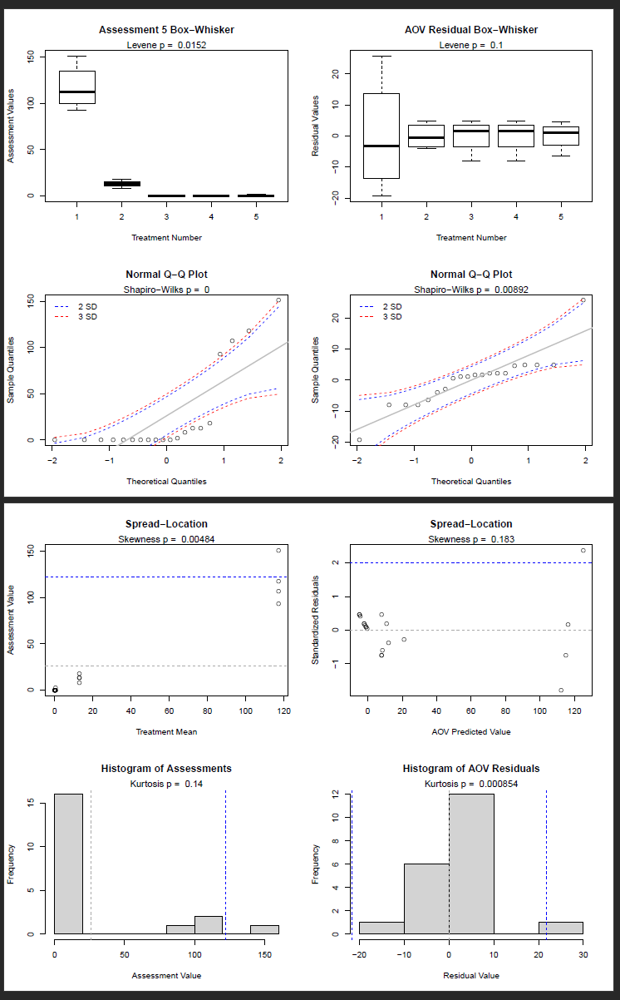 Assessment 5 Box−Whisker
Levene p = 0.0152
Assessment Values
0 50 100 150
1 2 3 4 5
Treatment Number
AOV Residual Box−Whisker
Levene p = 0.1
Residual Values
−20 −10 0 10 20
1 2 3 4 5
Treatment Number
Normal Q−Q Plot
Shapiro−Wilks p = 0
2 SD
3 SD
Sample Quantiles
0 50 100 150
−2 −1 0 1 2
Theoretical Quantiles
Normal Q−Q Plot
Shapiro−Wilks p = 0.00892
2 SD
3 SD
Sample Quantiles
−20 −10 0 10 20
−2 −1 0 1 2
Theoretical Quantiles
Spread−Location
Skewness p = 0.00484
Assessment Value
0 50 100 150
0 20 40 60 80 100 120
Treatment Mean
Spread−Location
Skewness p = 0.183
Standardized Residuals
−1 0 1 2
0 20 40 60 80 100 120
AOV Predicted Value
Histogram of Assessments
Kurtosis p = 0.14
Frequency
0 5 10 15
0 50 100 150
Assessment Value
Histogram of AOV Residuals
Kurtosis p = 0.000854
Frequency
0 2 4 6 8 10 12
−20 −10 0 10 20 30
Residual Value